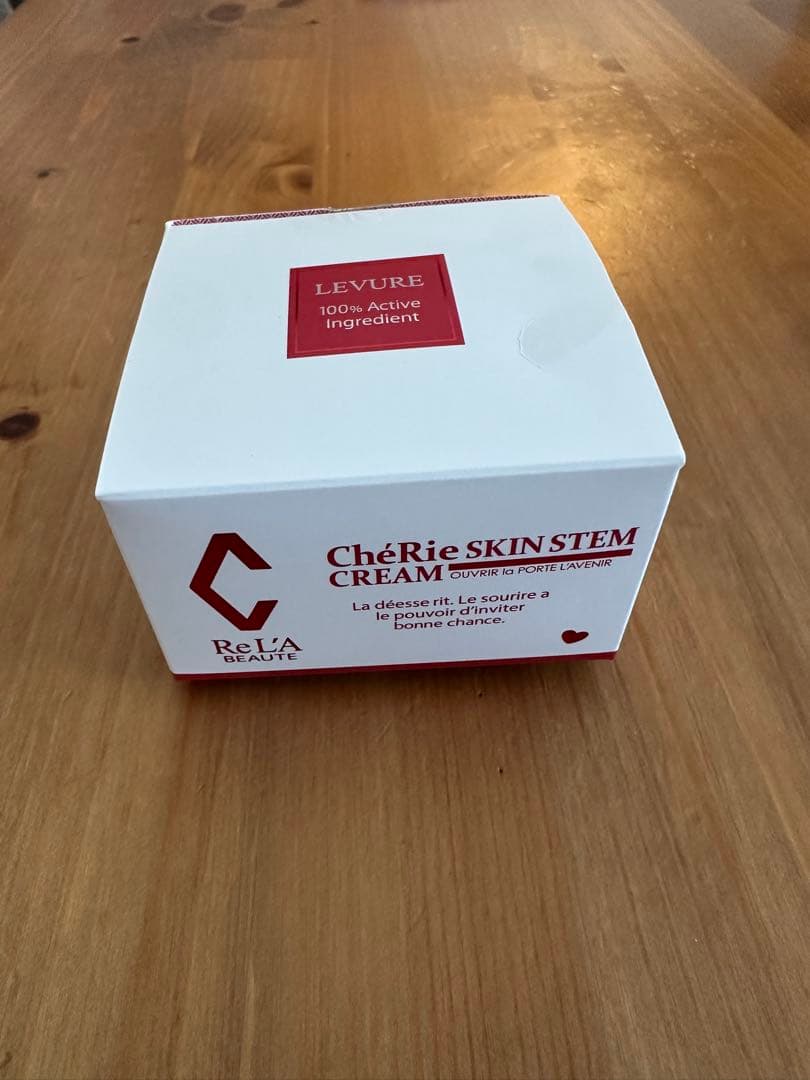 LEVURE
100% Active
Ingredient
ChéRie SKIN STEM
CREAM OUVRIR la PORTE L'AVENIR
La déesse rit. Le sourire a
le pouvoir d'inviter
bonne chance.
Re L'A
BEAUTE